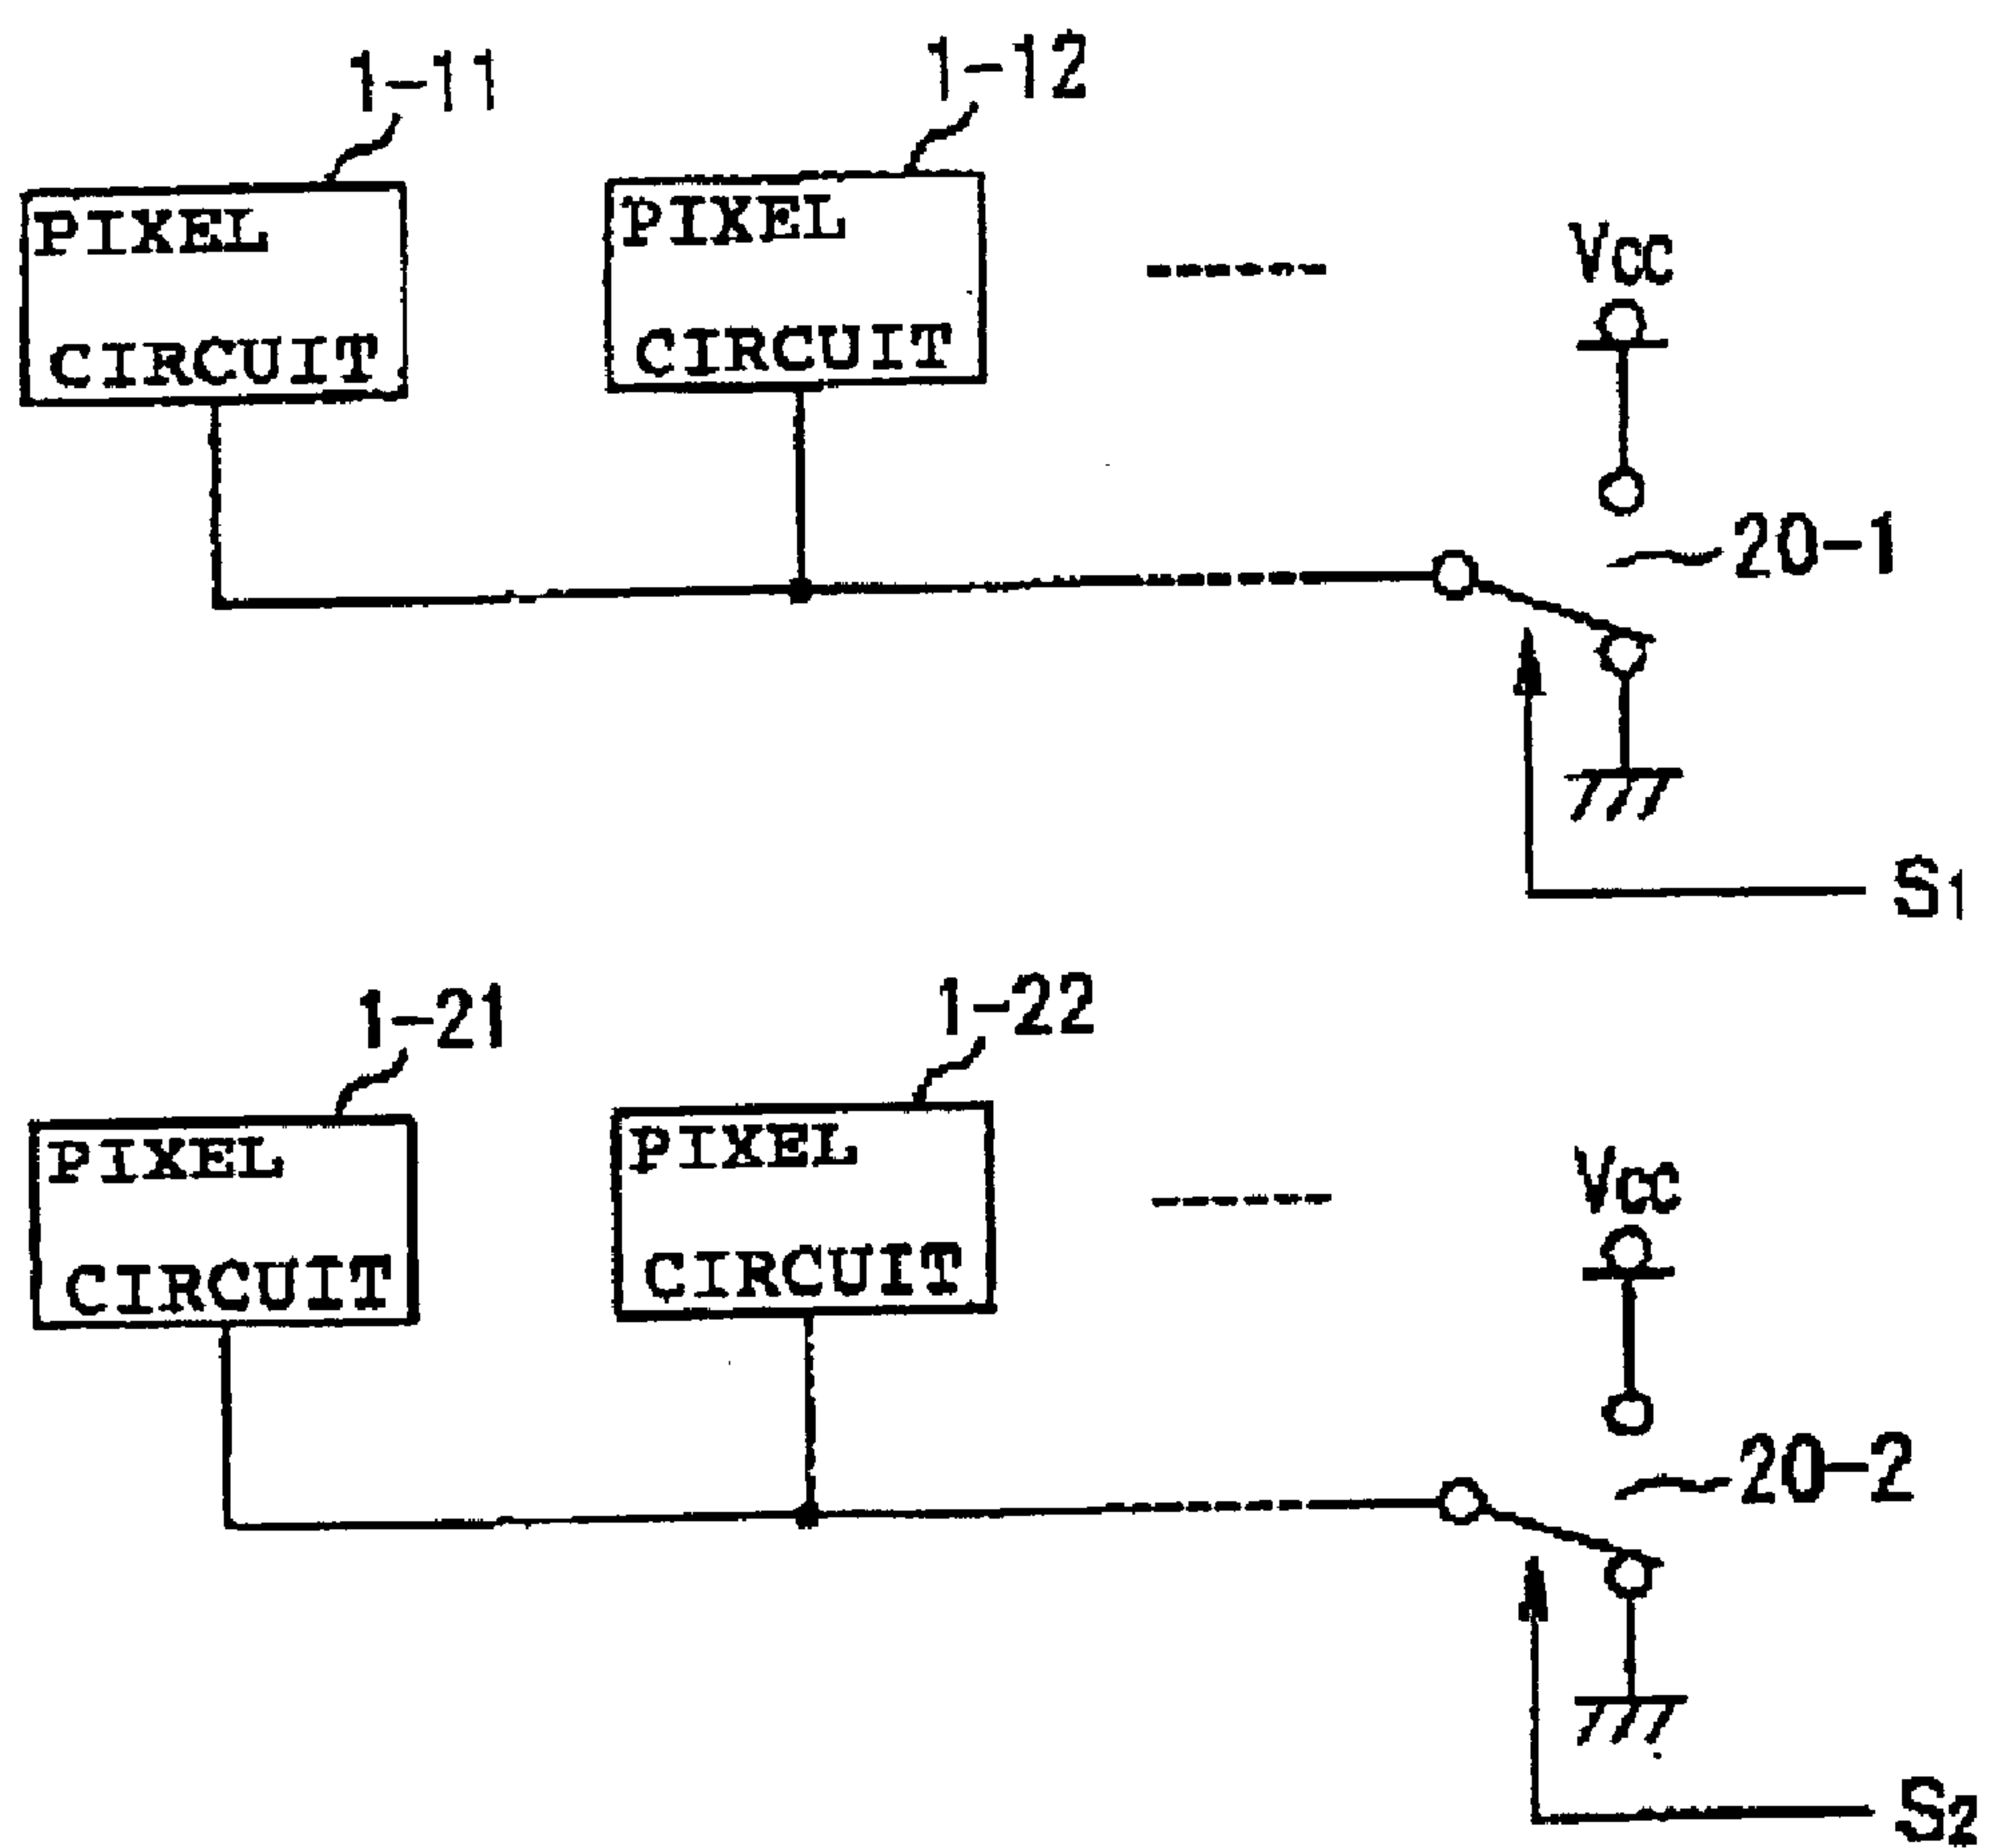 1-11
1-12
PIXEL
CIRCUIT
PIXEL
CIRCUIT
Vcc
20-1
S1
1-21
1-22
PIXEL
CIRCUIT
PIXEL
CIRCUIT
Vcc
20-2
S2